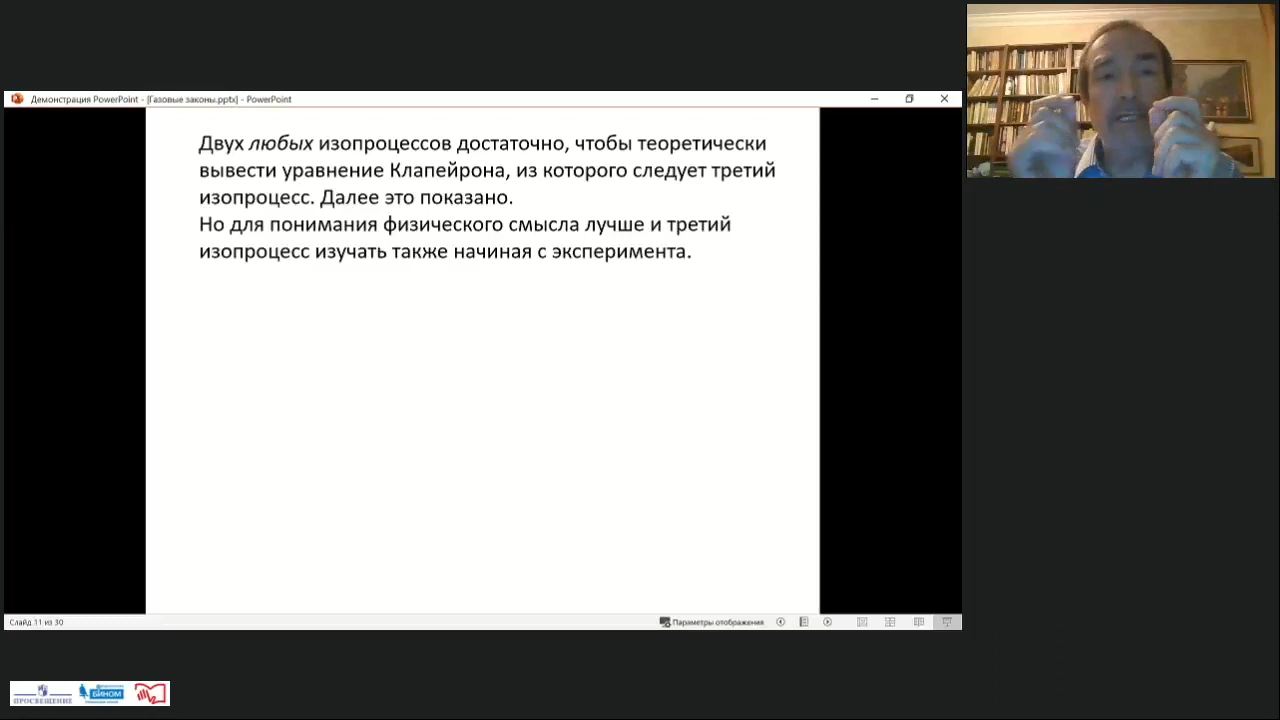 Демонстрация PowerPoint - [Газовые законы.pptx] - PowerPoint
Двух любых изопроцессов достаточно, чтобы теоретически
вывести уравнение Клапейрона, из которого следует третий
изопроцесс. Далее это показано.
Но для понимания физического смысла лучше и третий
изопроцесс изучать также начиная с эксперимента.
Слайд 11 из 30
Параметры отображения
ПРОСВЕЩЕНИЕ
БИНОМ